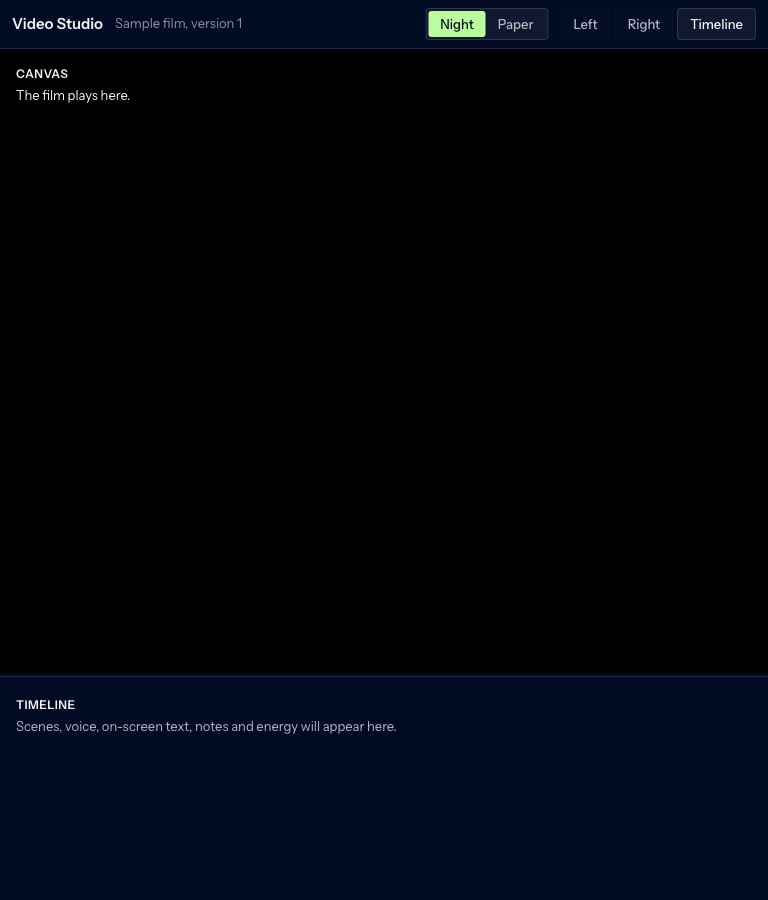 Video Studio Sample film, version 1 Night Paper Left Right Timeline
CANVAS
The film plays here.
TIMELINE
Scenes, voice, on-screen text, notes and energy will appear here.